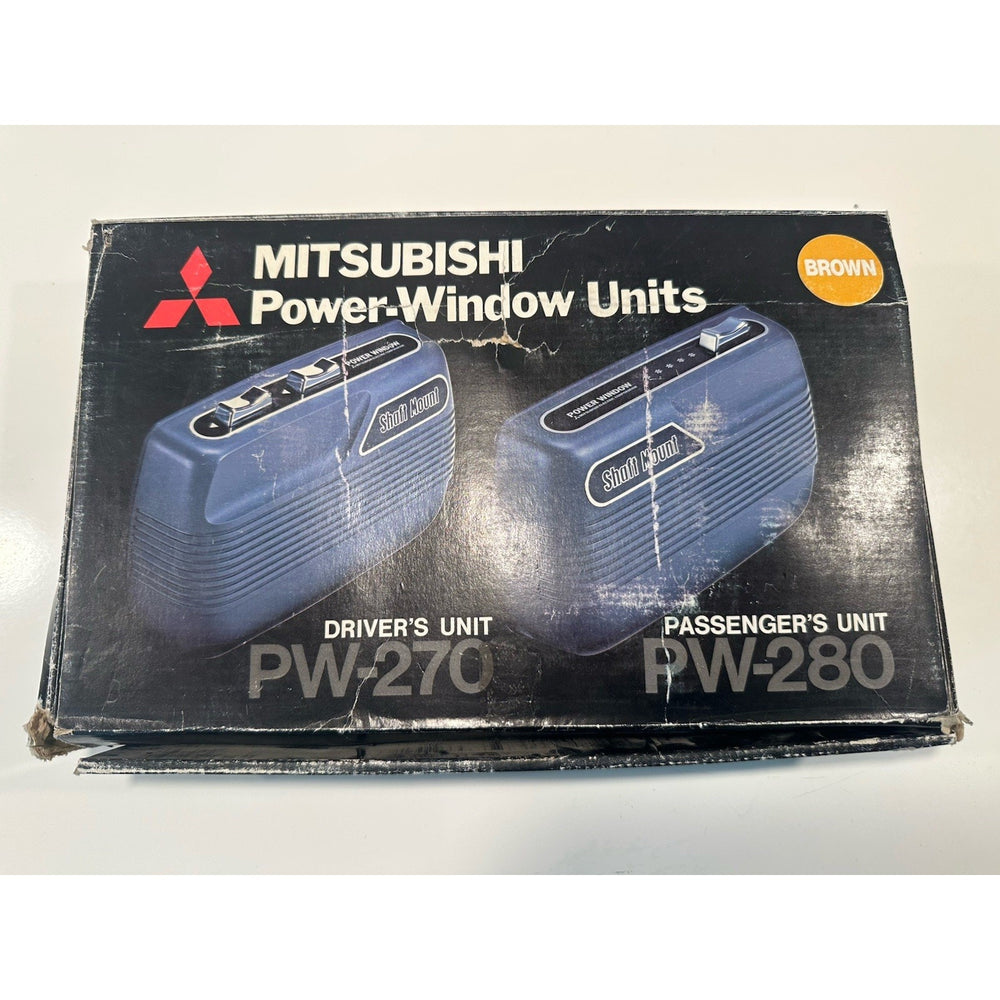 MITSUBISHI
Power-Window Units
BROWN
POWER WINDOW
Shaft Mount
POWER WINDOW
Shaft Mount
DRIVER'S UNIT
PW-270
PASSENGER'S UNIT
PW-280